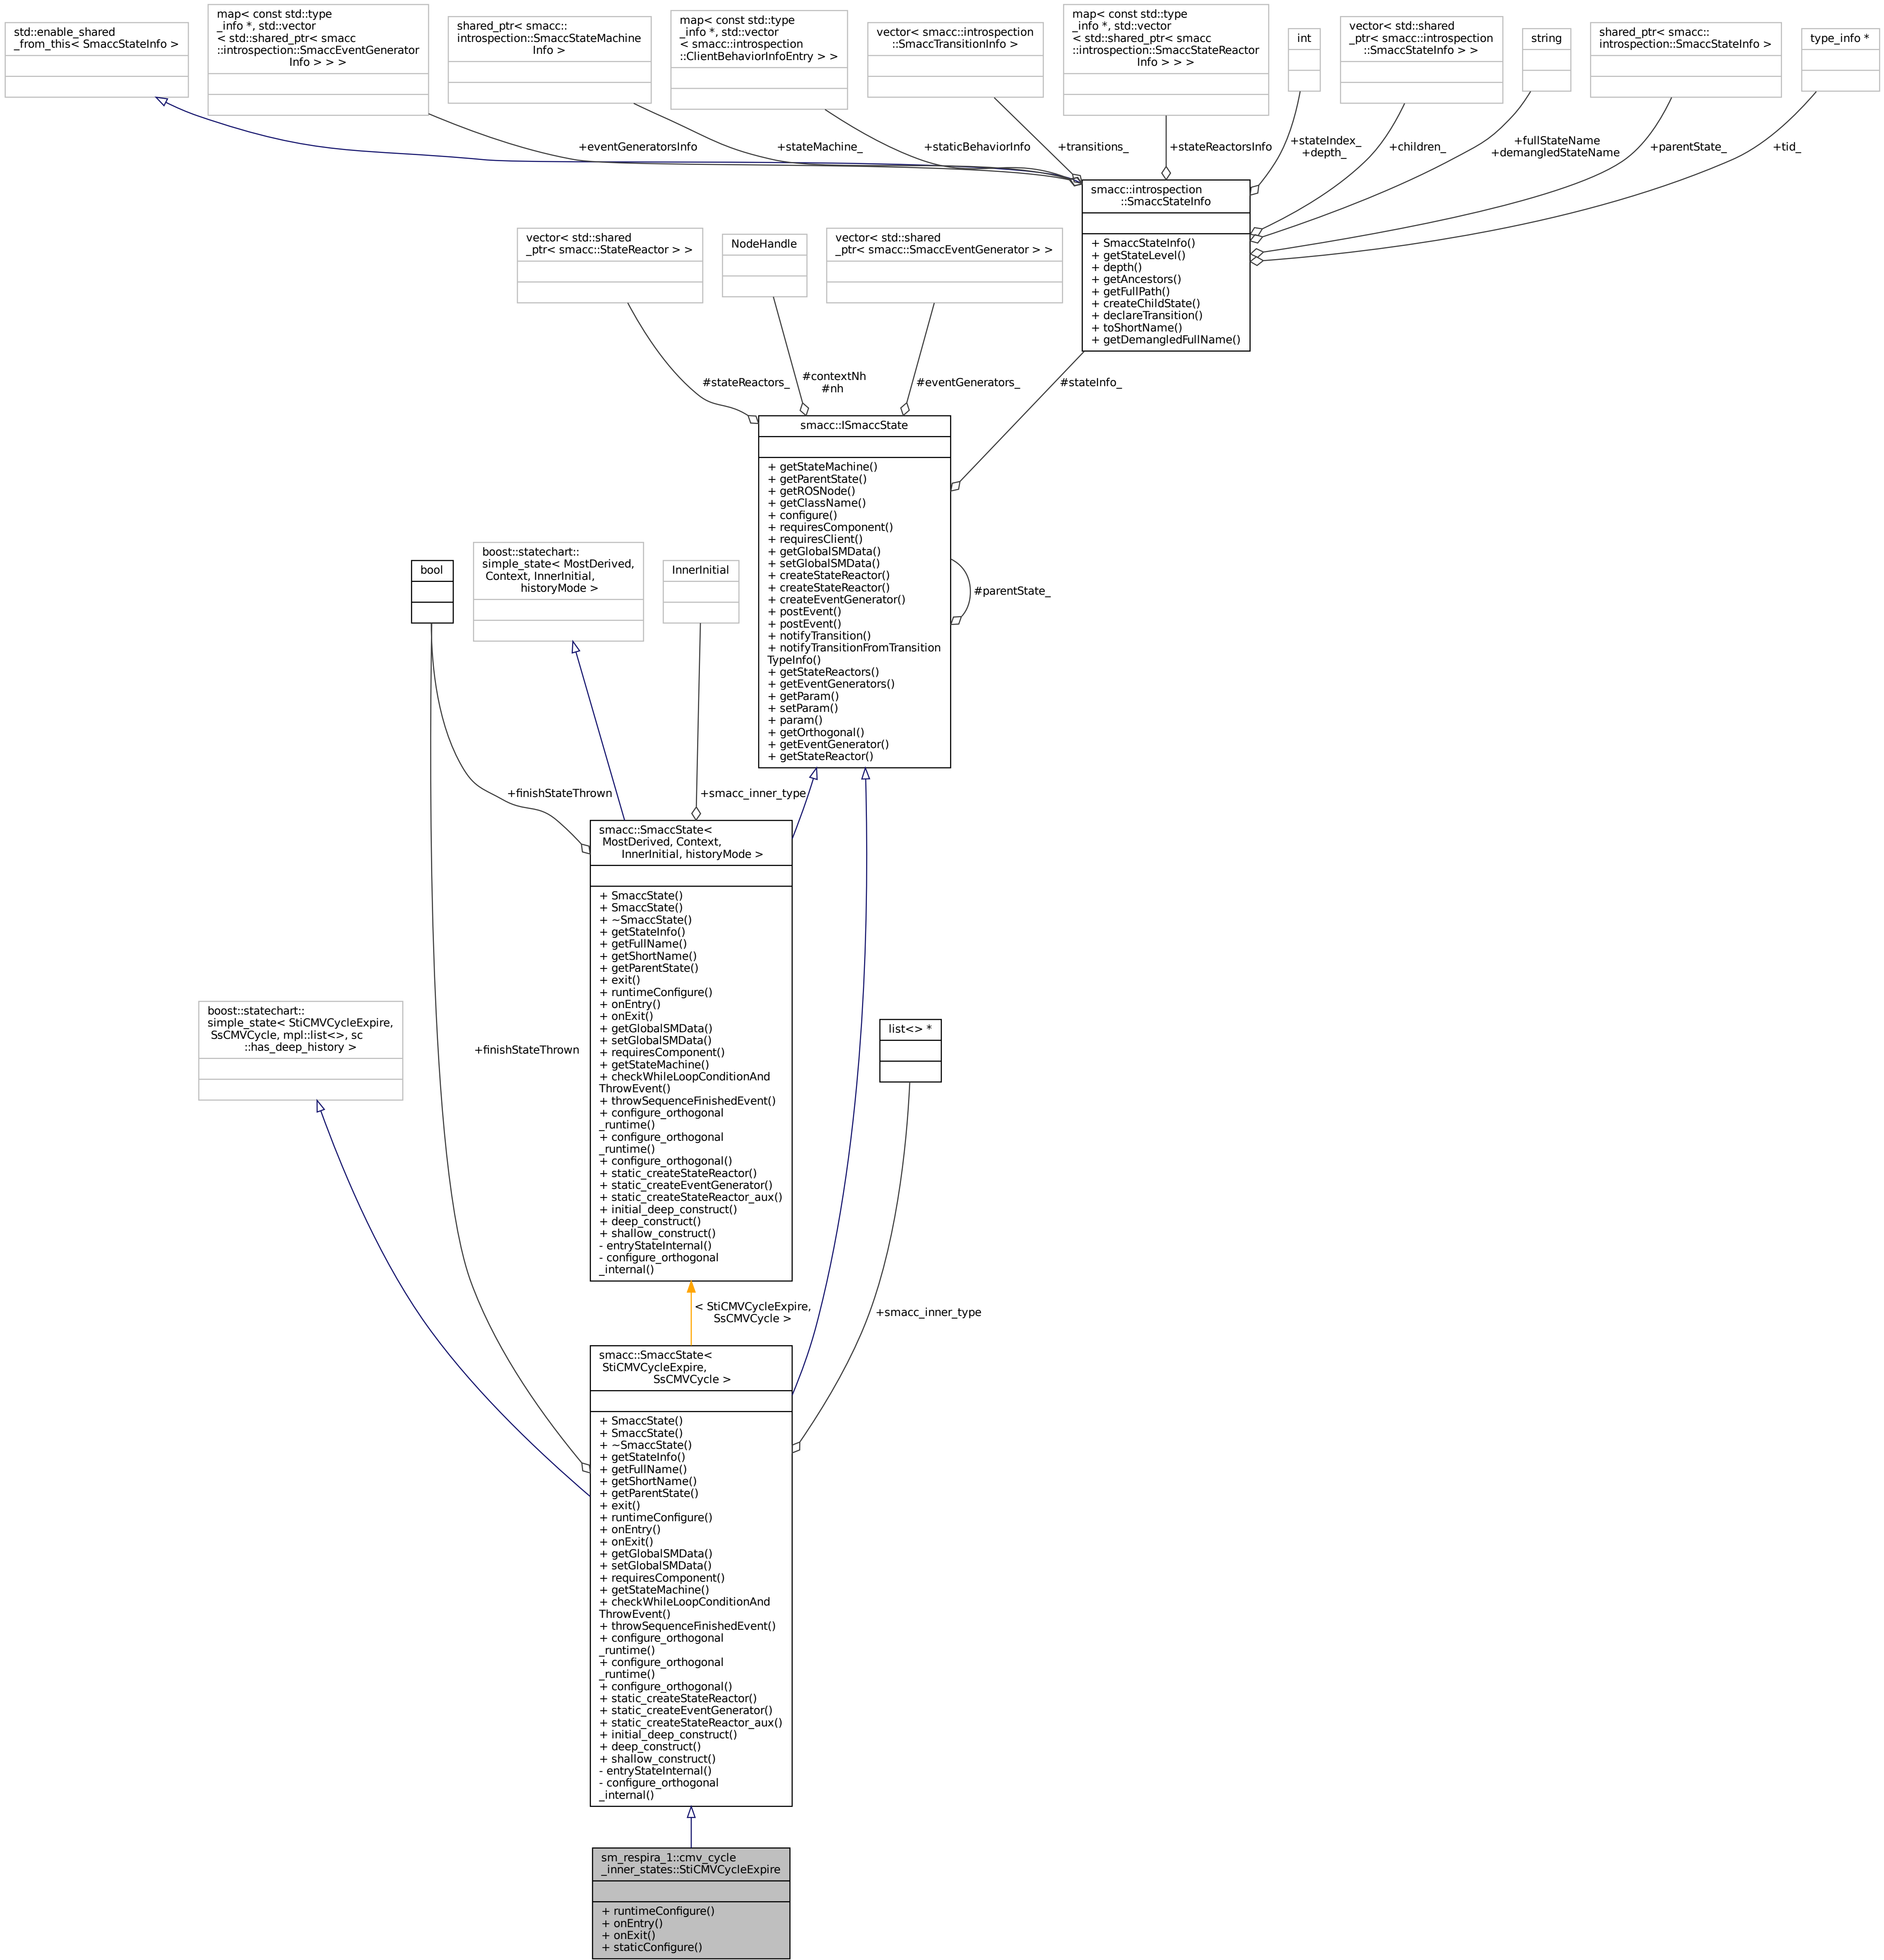 std::enable_shared
_from_this< SmaccStateInfo >
map< const std::type
_info *, std::vector
< std::shared_ptr< smacc
::introspection::SmaccEventGenerator
Info > > >
shared_ptr< smacc::
introspection::SmaccStateMachine
Info >
map< const std::type
_info *, std::vector
< smacc::introspection
::ClientBehaviorInfoEntry > >
vector< smacc::introspection
::SmaccTransitionInfo >
map< const std::type
_info *, std::vector
< std::shared_ptr< smacc
::introspection::SmaccStateReactor
Info > > >
int
vector< std::shared
_ptr< smacc::introspection
::SmaccStateInfo > >
string
shared_ptr< smacc::
introspection::SmaccStateInfo >
type_info *
+eventGeneratorsInfo
+stateMachine_
+staticBehaviorInfo
+transitions_
+stateReactorsInfo
+stateIndex_
+depth_
+children_
+fullStateName
+demangledStateName
+parentState_
+tid_
smacc::introspection
::SmaccStateInfo
+ SmaccStateInfo()
+ getStateLevel()
+ depth()
+ getAncestors()
+ getFullPath()
+ createChildState()
+ declareTransition()
+ toShortName()
+ getDemangledFullName()
vector< std::shared
_ptr< smacc::StateReactor > >
NodeHandle
vector< std::shared
_ptr< smacc::SmaccEventGenerator > >
#stateReactors_
#contextNh
#nh
#eventGenerators_
#stateInfo_
smacc::ISmaccState
+ getStateMachine()
+ getParentState()
+ getROSNode()
+ getClassName()
+ configure()
+ requiresComponent()
+ requiresClient()
+ getGlobalSMData()
+ setGlobalSMData()
+ createStateReactor()
+ createStateReactor()
+ createEventGenerator()
+ postEvent()
+ postEvent()
+ notifyTransition()
+ notifyTransitionFromTransition
TypeInfo()
+ getStateReactors()
+ getEventGenerators()
+ getParam()
+ setParam()
+ param()
+ getOrthogonal()
+ getEventGenerator()
+ getStateReactor()
#parentState_
bool
boost::statechart::
simple_state< MostDerived,
Context, InnerInitial,
historyMode >
InnerInitial
+finishStateThrown
+smacc_inner_type
smacc::SmaccState<
MostDerived, Context,
InnerInitial, historyMode >
+ SmaccState()
+ SmaccState()
+ ~SmaccState()
+ getStateInfo()
+ getFullName()
+ getShortName()
+ getParentState()
+ exit()
+ runtimeConfigure()
+ onEntry()
+ onExit()
+ getGlobalSMData()
+ setGlobalSMData()
+ requiresComponent()
+ getStateMachine()
+ checkWhileLoopConditionAnd
ThrowEvent()
+ throwSequenceFinishedEvent()
+ configure_orthogonal
_runtime()
+ configure_orthogonal
_runtime()
+ configure_orthogonal()
+ static_createStateReactor()
+ static_createEventGenerator()
+ static_createStateReactor_aux()
+ initial_deep_construct()
+ deep_construct()
+ shallow_construct()
- entryStateInternal()
- configure_orthogonal
_internal()
boost::statechart::
simple_state< StiCMVCycleExpire,
SsCMVCycle, mpl::list<>, sc
::has_deep_history >
+finishStateThrown
list<> *
< StiCMVCycleExpire,
SsCMVCycle >
+smacc_inner_type
smacc::SmaccState<
StiCMVCycleExpire,
SsCMVCycle >
+ SmaccState()
+ SmaccState()
+ ~SmaccState()
+ getStateInfo()
+ getFullName()
+ getShortName()
+ getParentState()
+ exit()
+ runtimeConfigure()
+ onEntry()
+ onExit()
+ getGlobalSMData()
+ setGlobalSMData()
+ requiresComponent()
+ getStateMachine()
+ checkWhileLoopConditionAnd
ThrowEvent()
+ throwSequenceFinishedEvent()
+ configure_orthogonal
_runtime()
+ configure_orthogonal
_runtime()
+ configure_orthogonal()
+ static_createStateReactor()
+ static_createEventGenerator()
+ static_createStateReactor_aux()
+ initial_deep_construct()
+ deep_construct()
+ shallow_construct()
- entryStateInternal()
- configure_orthogonal
_internal()
sm_respira_1::cmv_cycle
_inner_states::StiCMVCycleExpire
+ runtimeConfigure()
+ onEntry()
+ onExit()
+ staticConfigure()